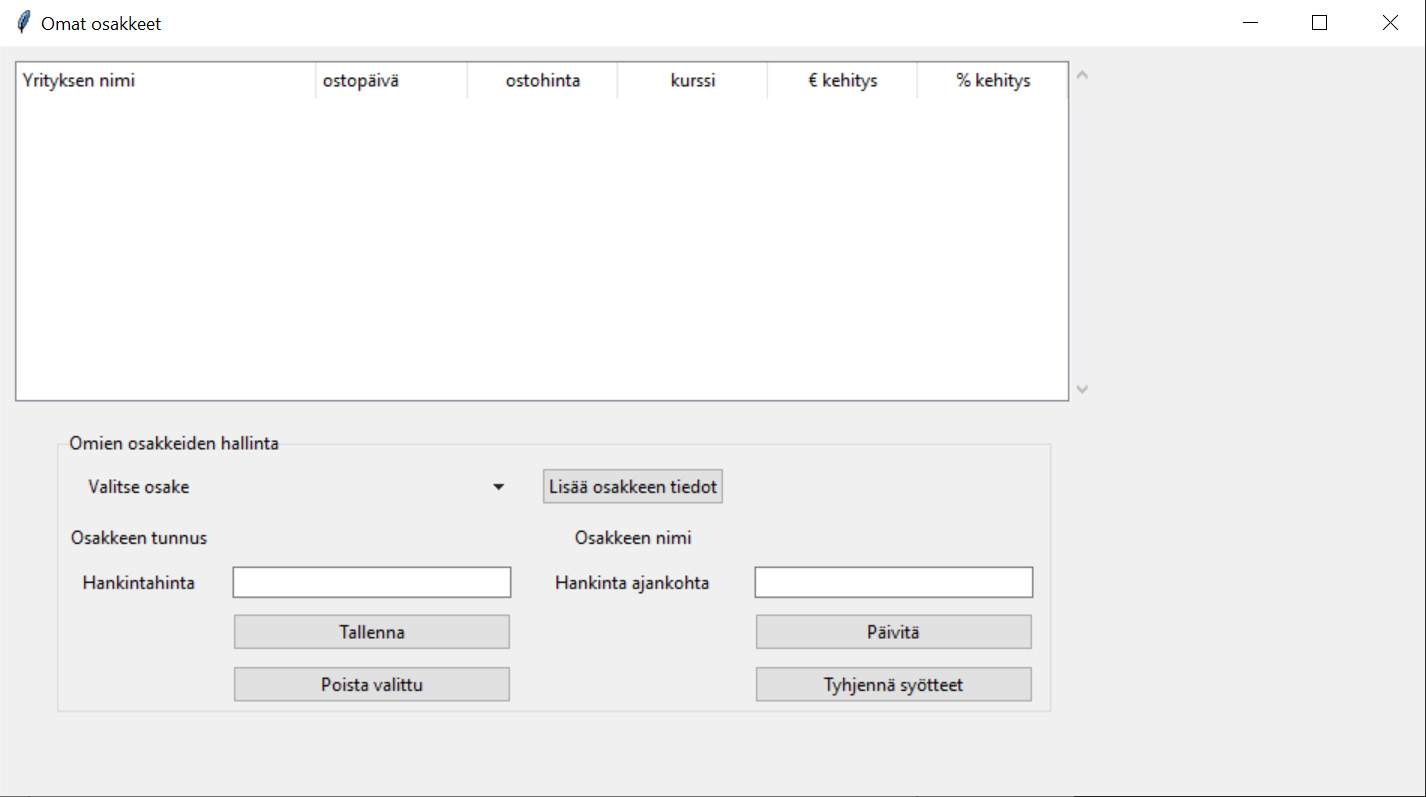 Omat osakkeet
Yrityksen nimi ostopäivä ostohinta kurssi € kehitys % kehitys
Omien osakkeiden hallinta
Valitse osake Lisää osakkeen tiedot
Osakkeen tunnus Osakkeen nimi
Hankintahinta Hankinta ajankohta
Tallenna Päivitä
Poista valittu Tyhjennä syötteet